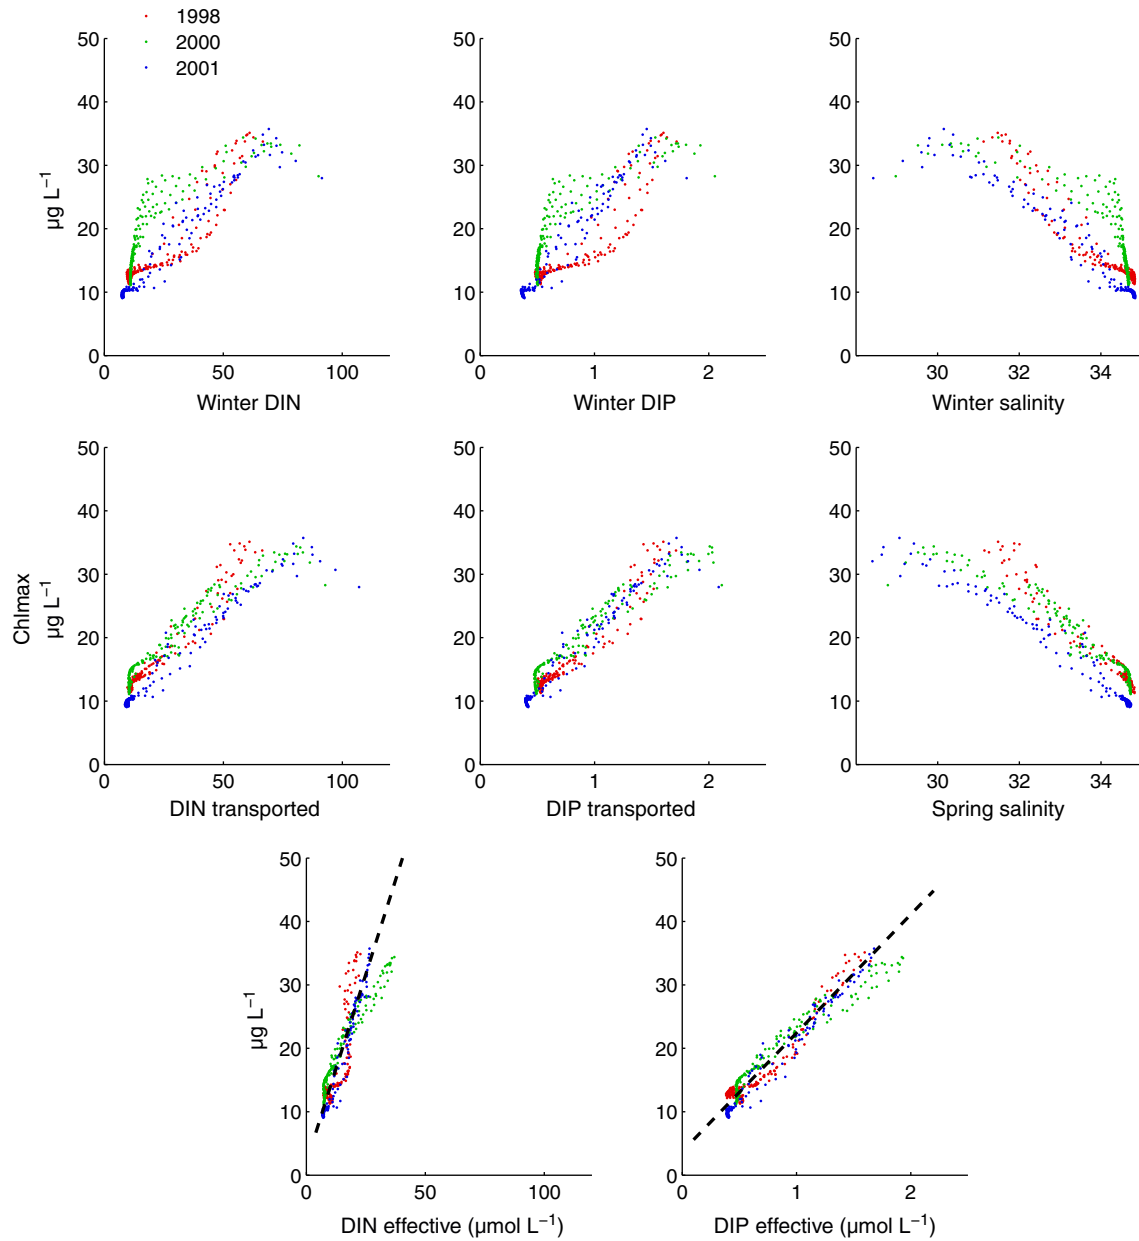 1998
2000
2001
50
40
30
20
10
0
µg L⁻¹
0 50 100
Winter DIN
50
40
30
20
10
0
0 1 2
Winter DIP
50
40
30
20
10
0
30 32 34
Winter salinity
50
40
30
20
10
0
Chlmax
µg L⁻¹
0 50 100
DIN transported
50
40
30
20
10
0
0 1 2
DIP transported
50
40
30
20
10
0
30 32 34
Spring salinity
50
40
30
20
10
0
µg L⁻¹
0 50 100
DIN effective (µmol L⁻¹)
50
40
30
20
10
0
0 1 2
DIP effective (µmol L⁻¹)